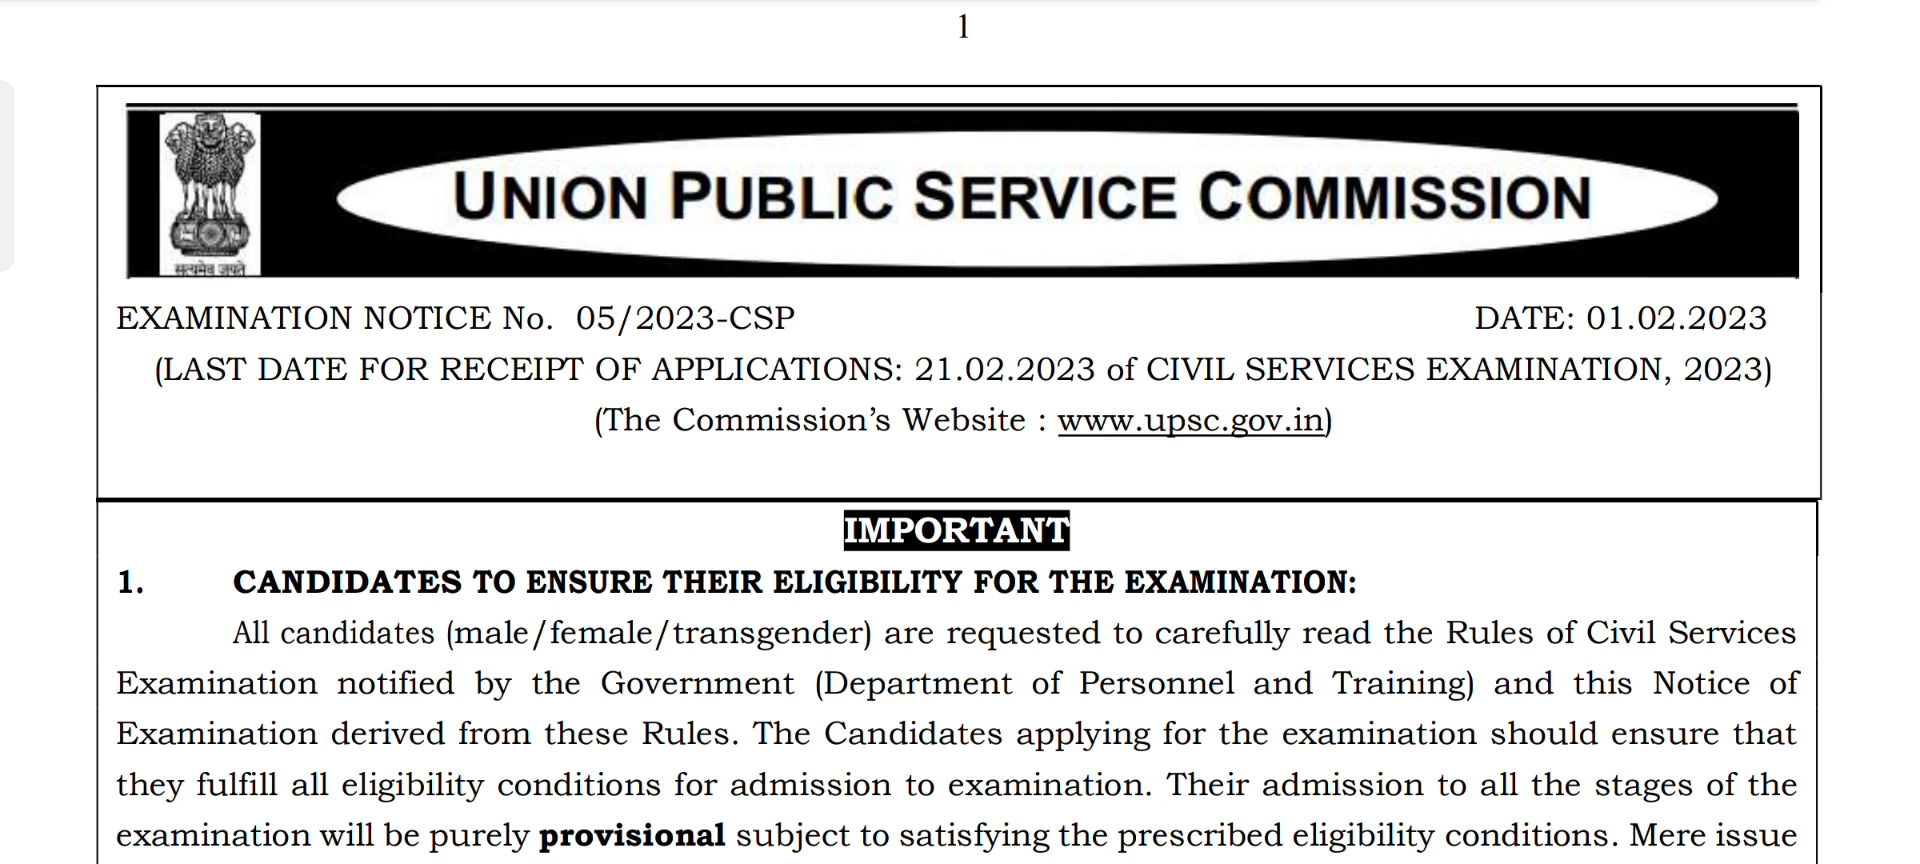 1
सत्यमेव जयते
UNION PUBLIC SERVICE COMMISSION
EXAMINATION NOTICE No. 05/2023-CSP DATE: 01.02.2023
(LAST DATE FOR RECEIPT OF APPLICATIONS: 21.02.2023 of CIVIL SERVICES EXAMINATION, 2023)
(The Commission’s Website : www.upsc.gov.in)
IMPORTANT
1. CANDIDATES TO ENSURE THEIR ELIGIBILITY FOR THE EXAMINATION:
All candidates (male/female/transgender) are requested to carefully read the Rules of Civil Services
Examination notified by the Government (Department of Personnel and Training) and this Notice of
Examination derived from these Rules. The Candidates applying for the examination should ensure that
they fulfill all eligibility conditions for admission to examination. Their admission to all the stages of the
examination will be purely provisional subject to satisfying the prescribed eligibility conditions. Mere issue